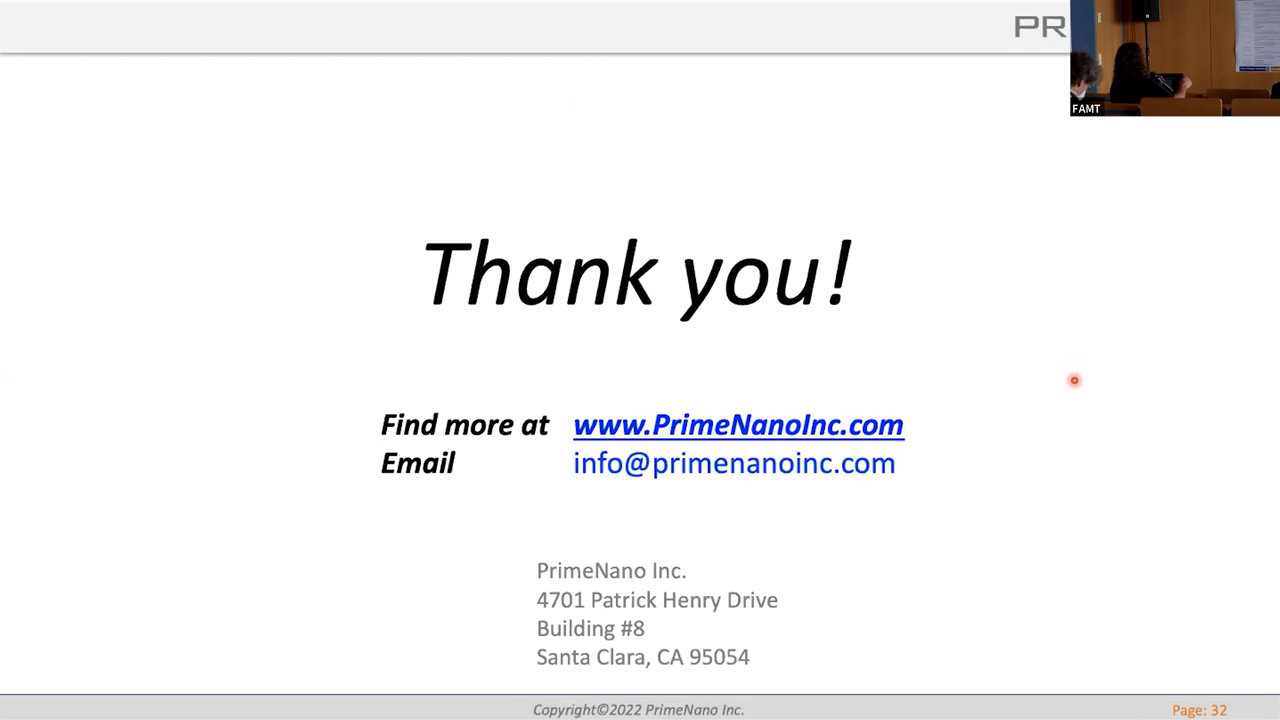 PR
FAMT
Thank you!
Find more at www.PrimeNanoInc.com
Email info@primenanoinc.com
PrimeNano Inc.
4701 Patrick Henry Drive
Building #8
Santa Clara, CA 95054
Copyright©2022 PrimeNano Inc.
Page: 32